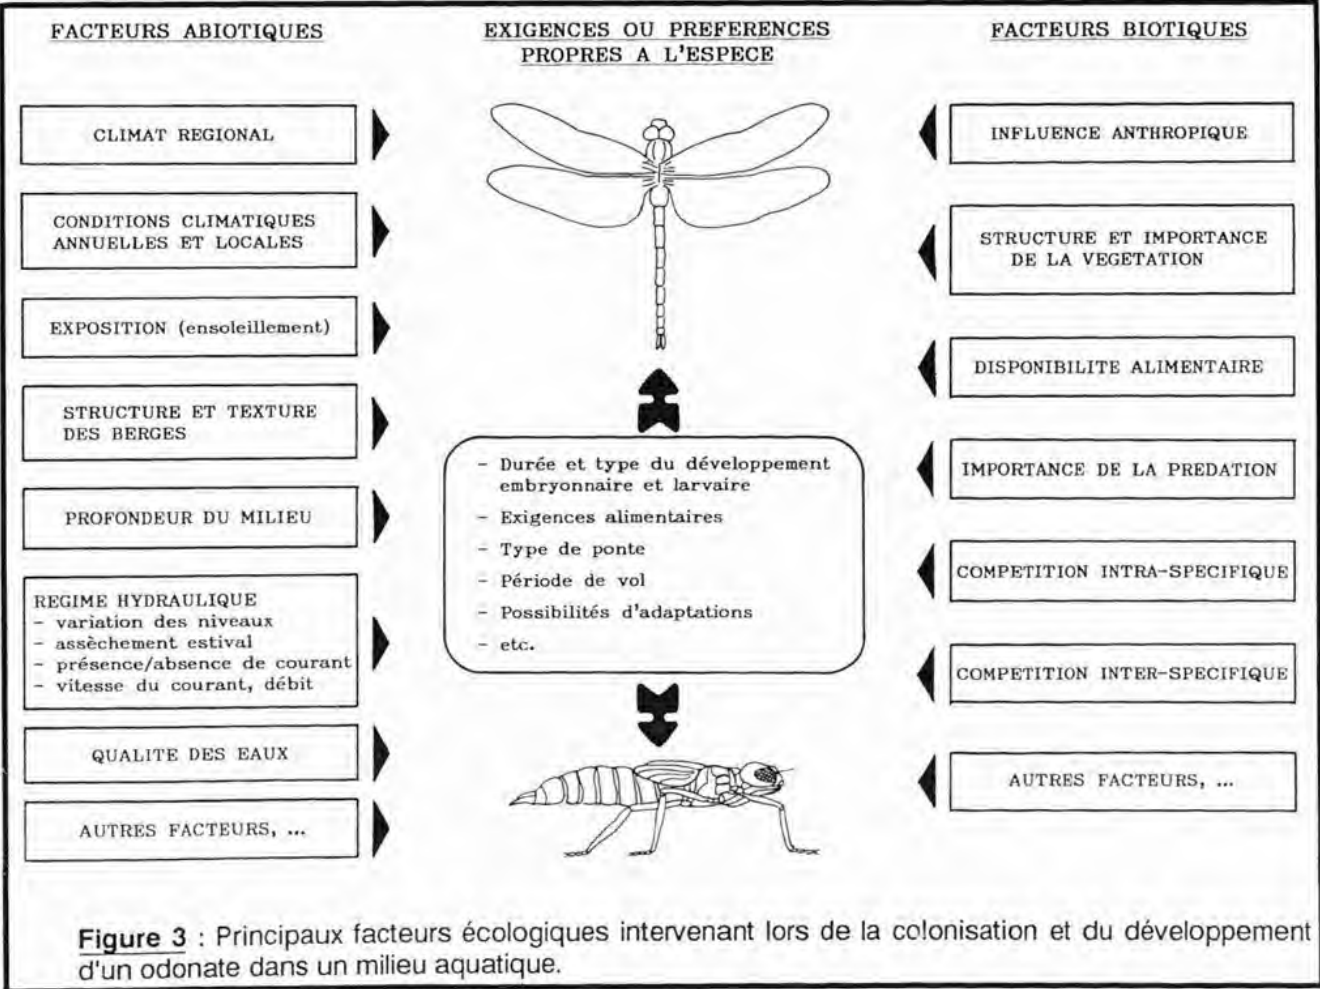 FACTEURS ABIOTIQUES
CLIMAT REGIONAL
CONDITIONS CLIMATIQUES
ANNUELLES ET LOCALES
EXPOSITION (ensoleillement)
STRUCTURE ET TEXTURE
DES BERGES
PROFONDEUR DU MILIEU
REGIME HYDRAULIQUE
- variation des niveaux
- assèchement estival
- présence/absence de courant
- vitesse du courant, débit
QUALITE DES EAUX
AUTRES FACTEURS, ...
EXIGENCES OU PREFERENCES
PROPRES A L'ESPECE
- Durée et type du développement
embryonnaire et larvaire
- Exigences alimentaires
- Type de ponte
- Période de vol
- Possibilités d'adaptations
- etc.
FACTEURS BIOTIQUES
INFLUENCE ANTHROPIQUE
STRUCTURE ET IMPORTANCE
DE LA VEGETATION
DISPONIBILITE ALIMENTAIRE
IMPORTANCE DE LA PREDATION
COMPETITION INTRA-SPECIFIQUE
COMPETITION INTER-SPECIFIQUE
AUTRES FACTEURS, ...
Figure 3 : Principaux facteurs écologiques intervenant lors de la colonisation et du développement
d'un odonate dans un milieu aquatique.